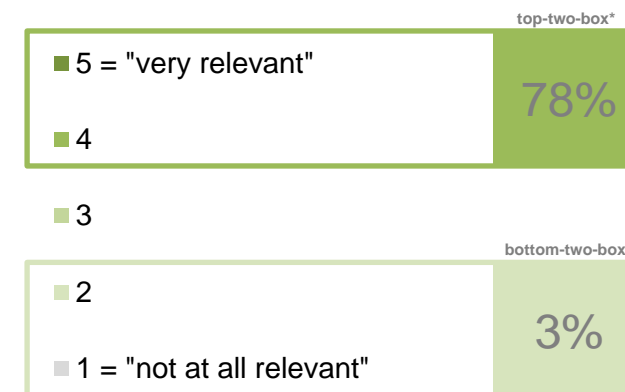 top-two-box*
5 = "very relevant"
78%
4
3
bottom-two-box
2
3%
1 = "not at all relevant"